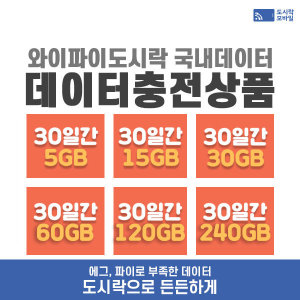 도시락
모바일
와이파이도시락 국내데이터
데이터충전상품
30일간
5GB
30일간
15GB
30일간
30GB
30일간
60GB
30일간
120GB
30일간
240GB
에그, 파이로 부족한 데이터
도시락으로 든든하게